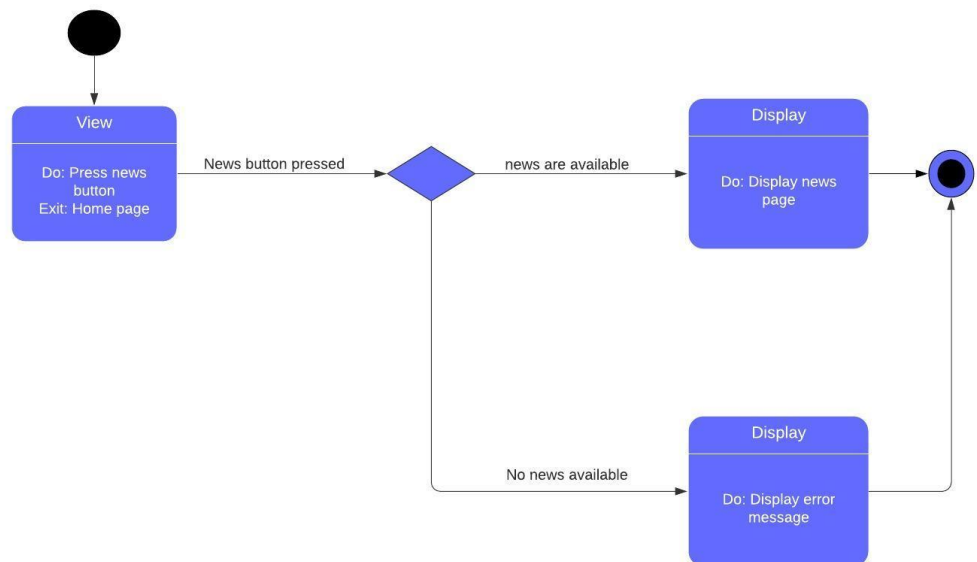 View
Do: Press news
button
Exit: Home page
News button pressed
news are available
Display
Do: Display news
page
No news available
Display
Do: Display error
message